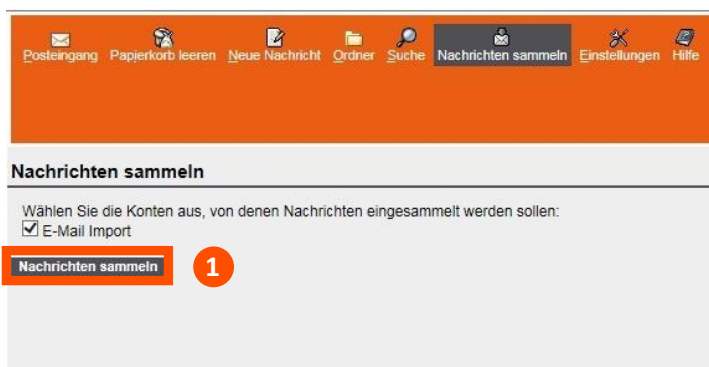 Posteingang Papierkorb leeren Neue Nachricht Ordner Suche Nachrichten sammeln Einstellungen Hilfe
Nachrichten sammeln
Wählen Sie die Konten aus, von denen Nachrichten eingesammelt werden sollen:
E-Mail Import
Nachrichten sammeln 1